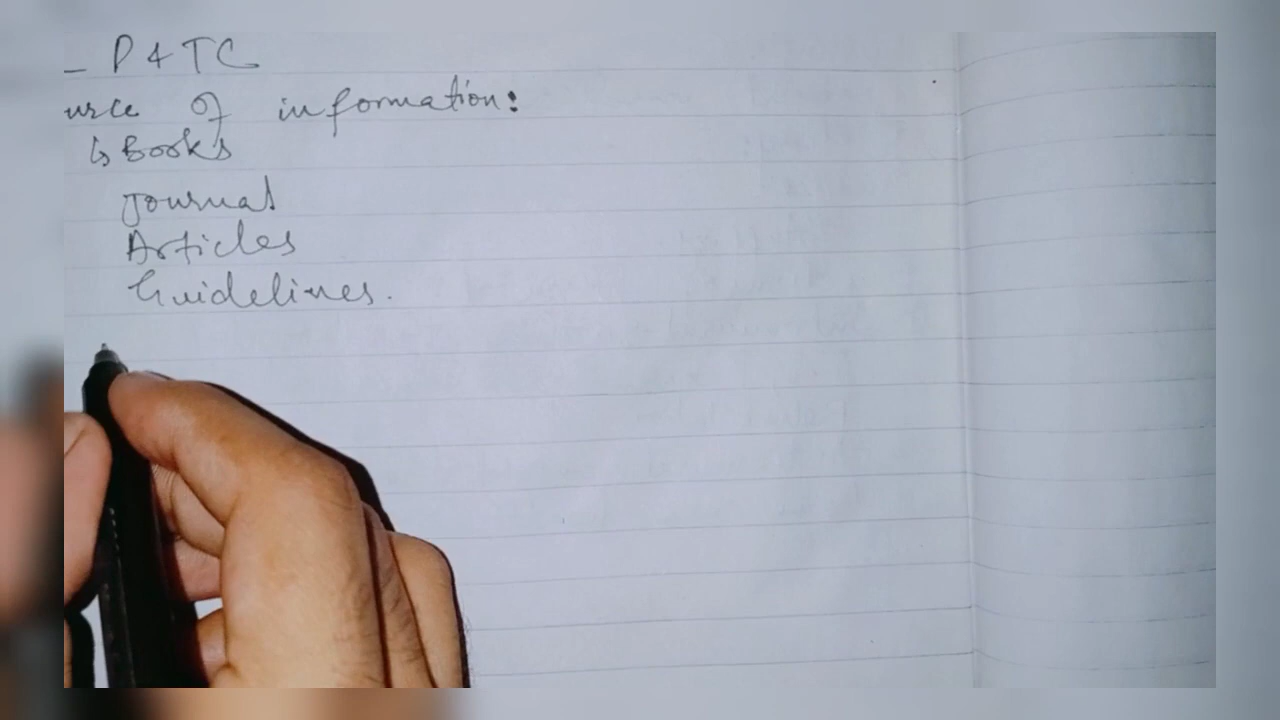 – P & TC
urce of information:
↳ Books
Journal
Articles
Guidelines.